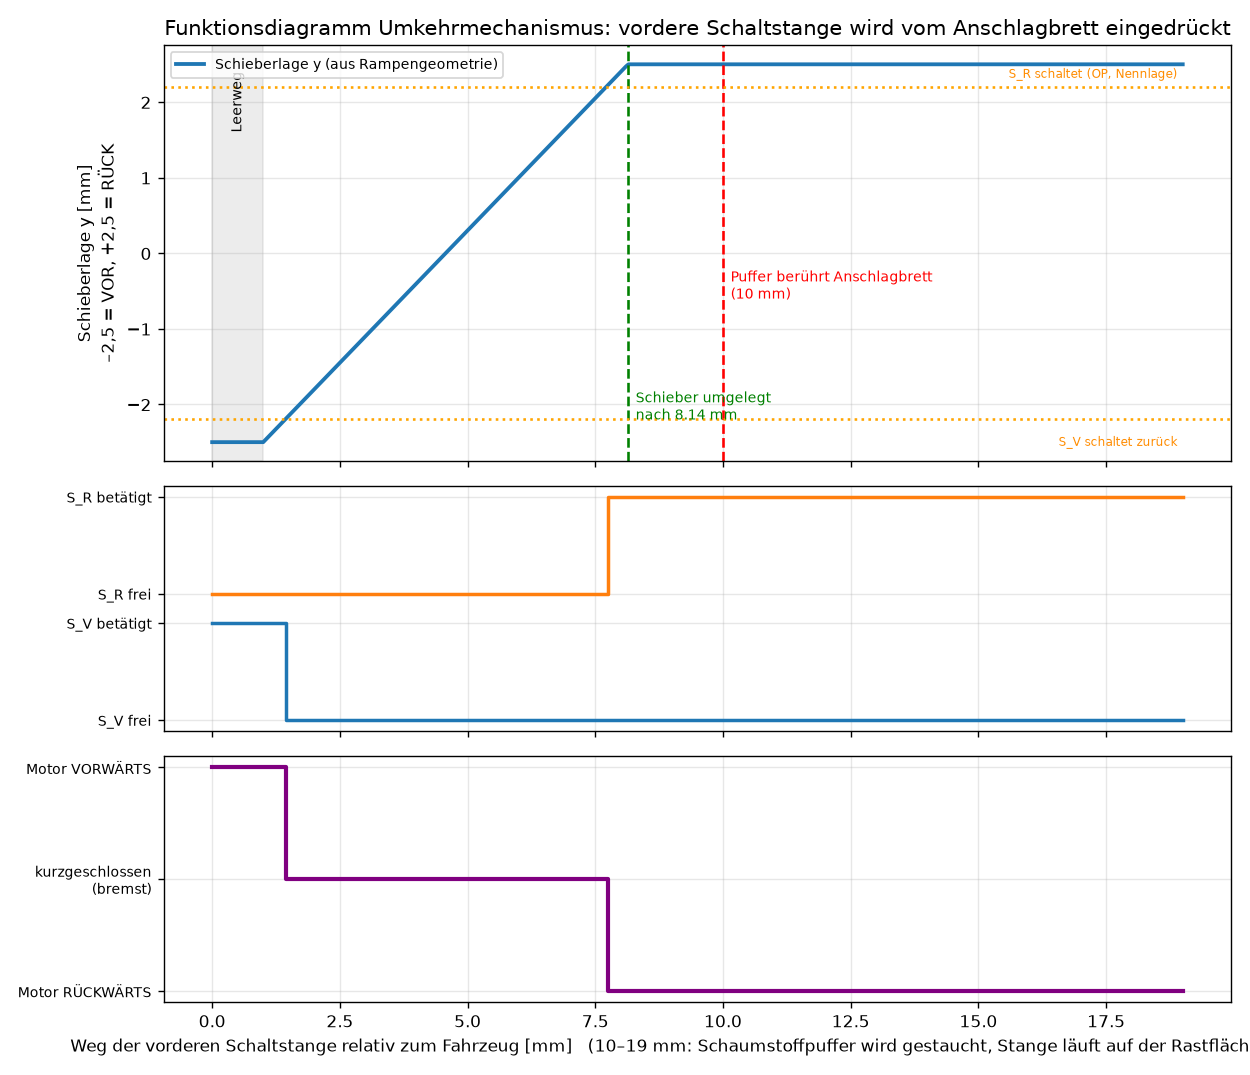 Funktionsdiagramm Umkehrmechanismus: vordere Schaltstange wird vom Anschlagbrett eingedrückt
Schieberlage y (aus Rampengeometrie)
Leerweg
S_R schaltet (OP, Nennlage)
Schieberlage y [mm]
–2,5 = VOR, +2,5 = RÜCK
2
1
0
−1
−2
Puffer berührt Anschlagbrett
(10 mm)
Schieber umgelegt
nach 8.14 mm
S_V schaltet zurück
S_R betätigt
S_R frei
S_V betätigt
S_V frei
Motor VORWÄRTS
kurzgeschlossen
(bremst)
Motor RÜCKWÄRTS
0.0 2.5 5.0 7.5 10.0 12.5 15.0 17.5
Weg der vorderen Schaltstange relativ zum Fahrzeug [mm] (10–19 mm: Schaumstoffpuffer wird gestaucht, Stange läuft auf der Rastfläch